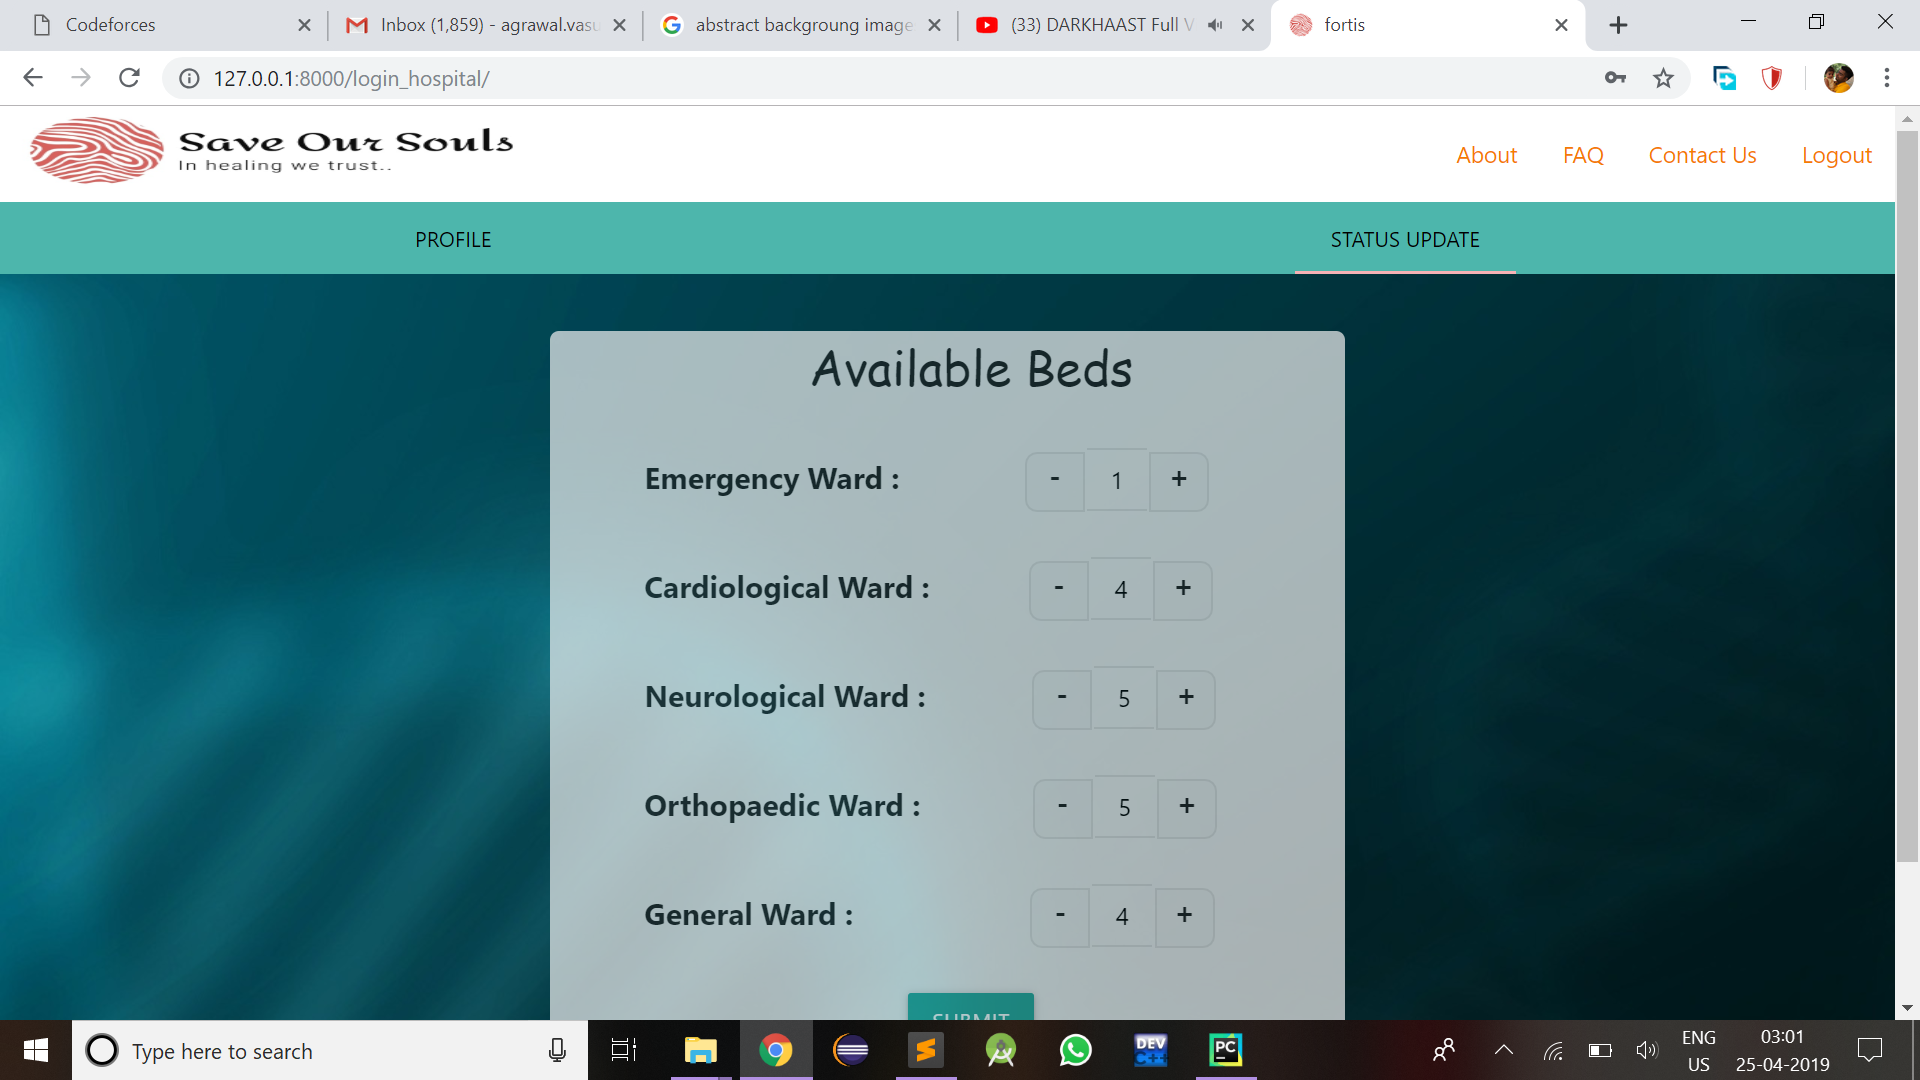 Codeforces
Inbox (1,859) - agrawal.vasu
abstract backgroung image
(33) DARKHAAST Full V
fortis
127.0.0.1:8000/login_hospital/
Save Our Souls
In healing we trust..
About FAQ Contact Us Logout
PROFILE STATUS UPDATE
Available Beds
Emergency Ward : - 1 +
Cardiological Ward : - 4 +
Neurological Ward : - 5 +
Orthopaedic Ward : - 5 +
General Ward : - 4 +
SUBMIT
Type here to search
DEV
C++
PC
ENG
US
03:01
25-04-2019